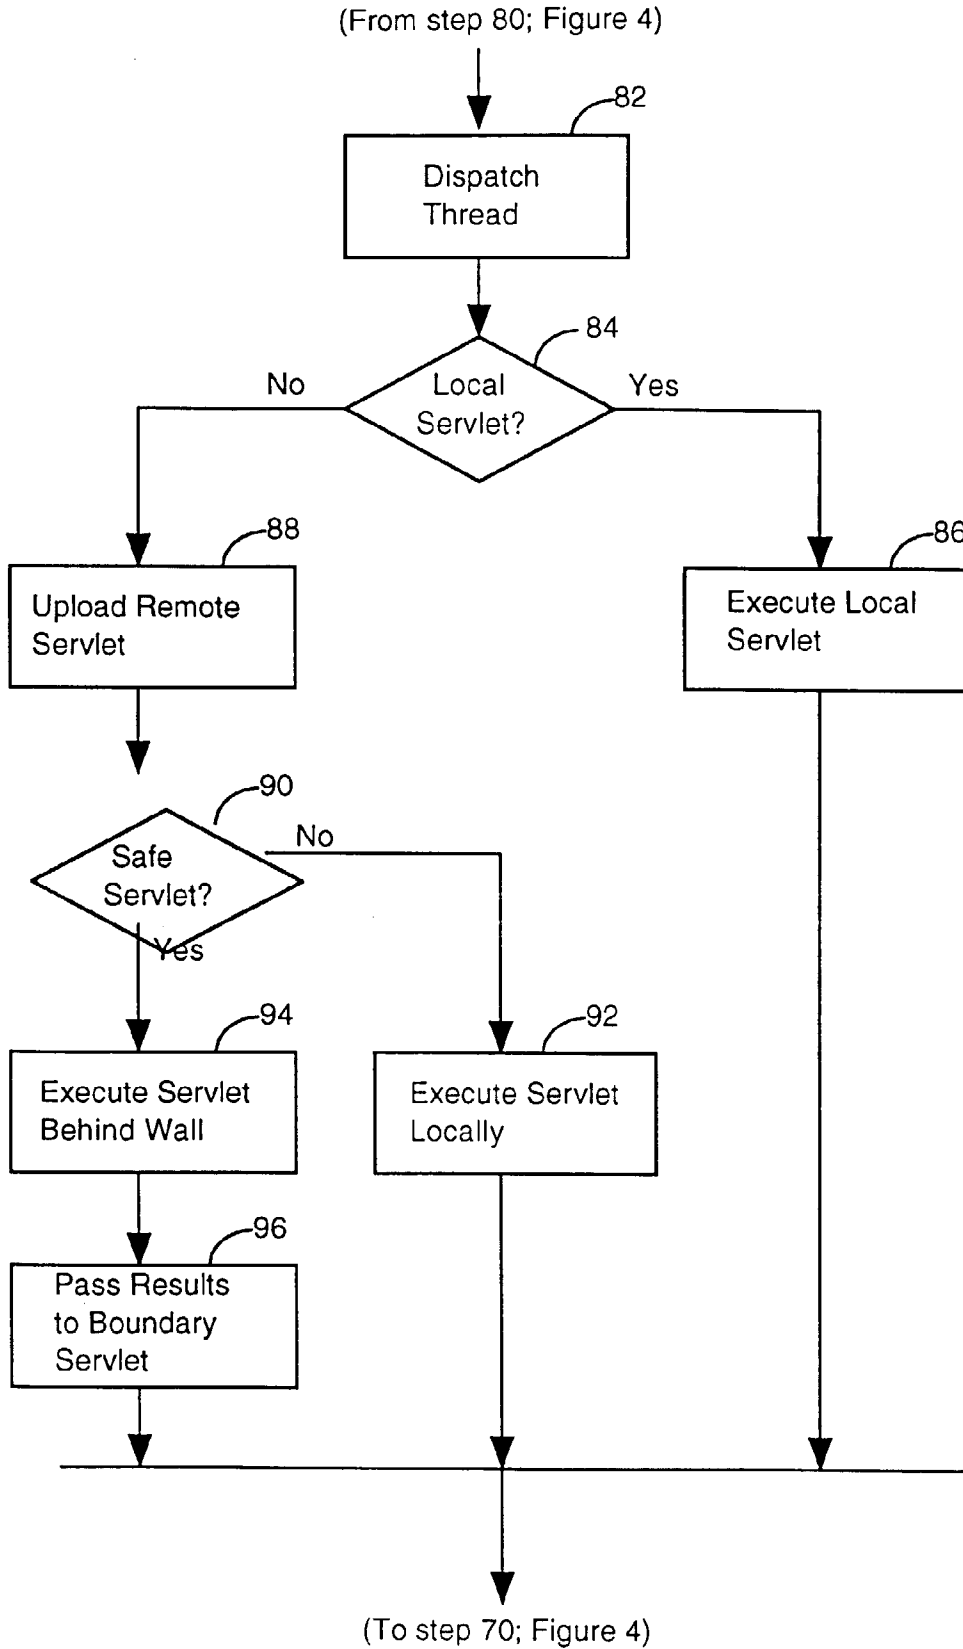 (From step 80; Figure 4)
82
Dispatch
Thread
84
Local
Servlet?
No
Yes
88
86
Upload Remote
Servlet
Execute Local
Servlet
90
Safe
Servlet?
No
Yes
94
92
Execute Servlet
Behind Wall
Execute Servlet
Locally
96
Pass Results
to Boundary
Servlet
(To step 70; Figure 4)